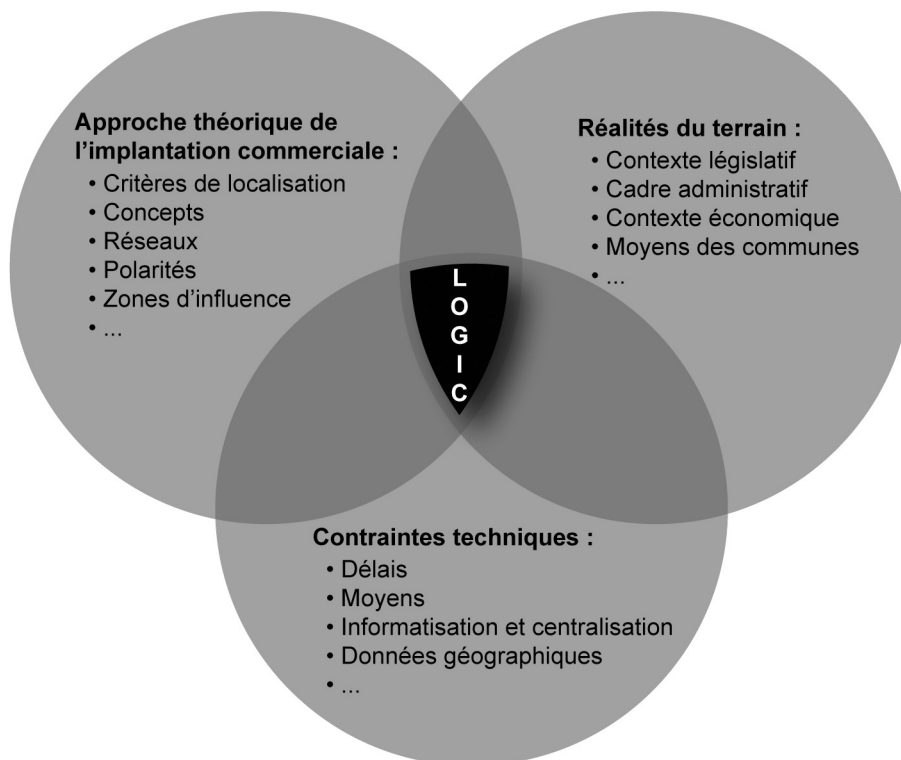 Approche théorique de
l'implantation commerciale :
• Critères de localisation
• Concepts
• Réseaux
• Polarités
• Zones d'influence
• ...
Réalités du terrain :
• Contexte législatif
• Cadre administratif
• Contexte économique
• Moyens des communes
• ...
L
O
G
I
C
Contraintes techniques :
• Délais
• Moyens
• Informatisation et centralisation
• Données géographiques
• ...